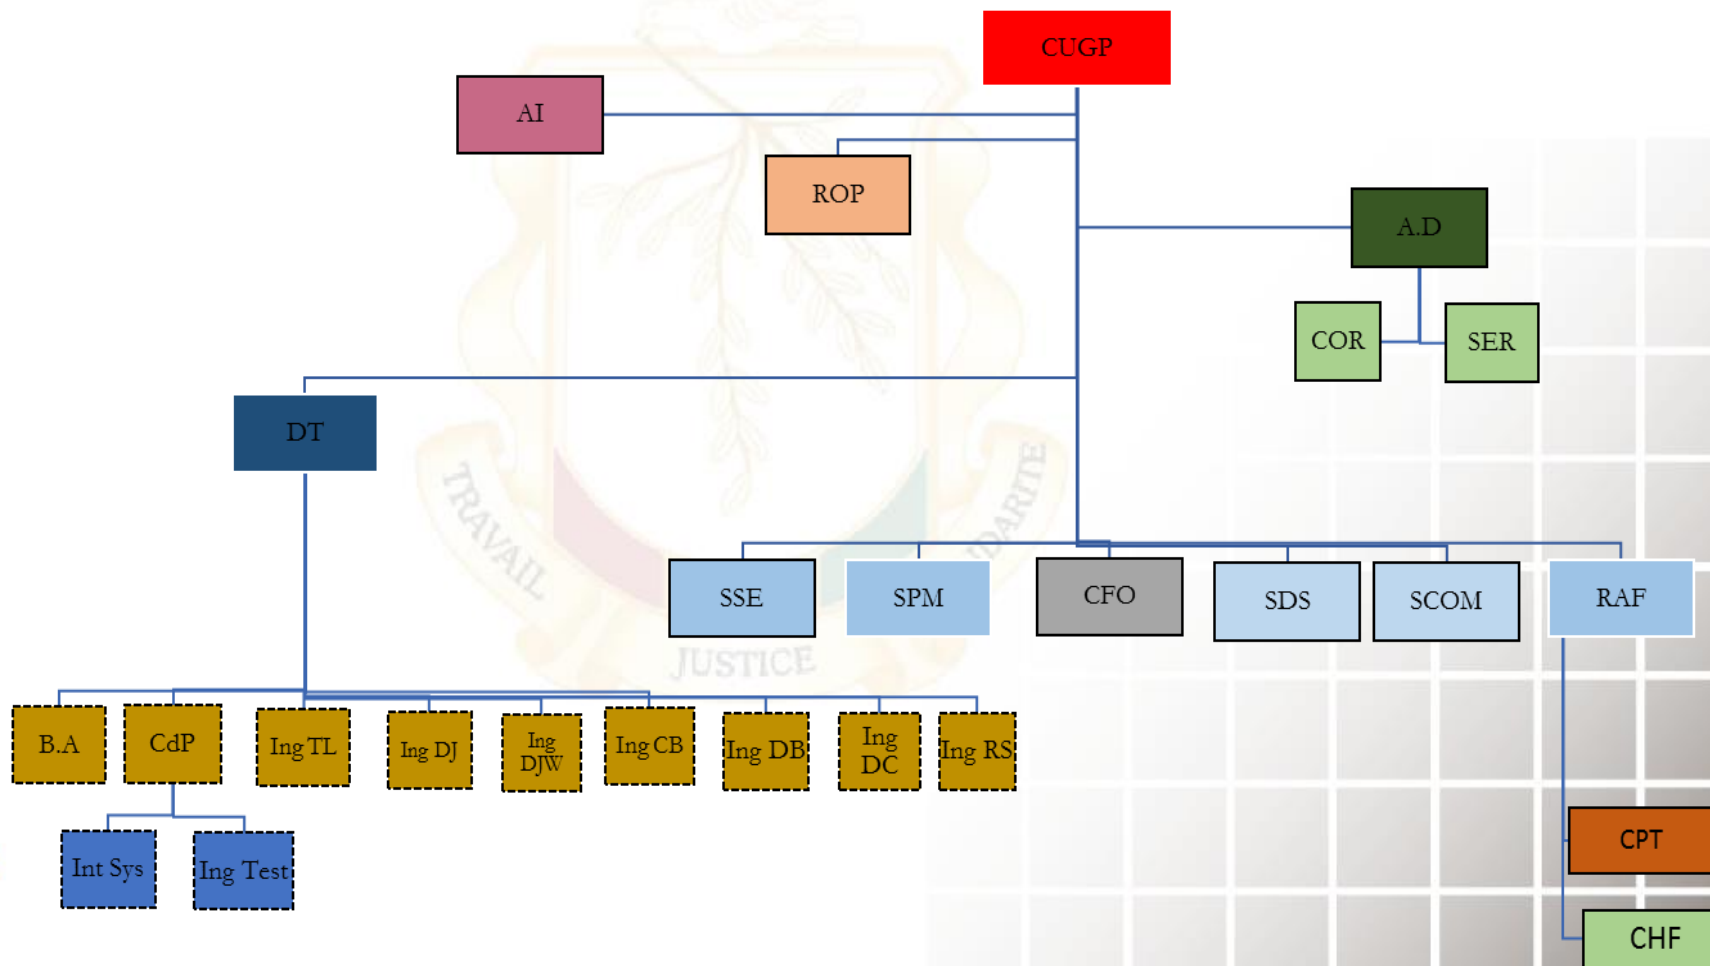 CUGP
AI
ROP
A.D
COR
SER
DT
TRAVAIL
JUSTICE
IDARITE
SSE
SPM
CFO
SDS
SCOM
RAF
B.A
CdP
Ing TL
Ing DJ
Ing
DJW
Ing CB
Ing DB
Ing
DC
Ing RS
Int Sys
Ing Test
CPT
CHF